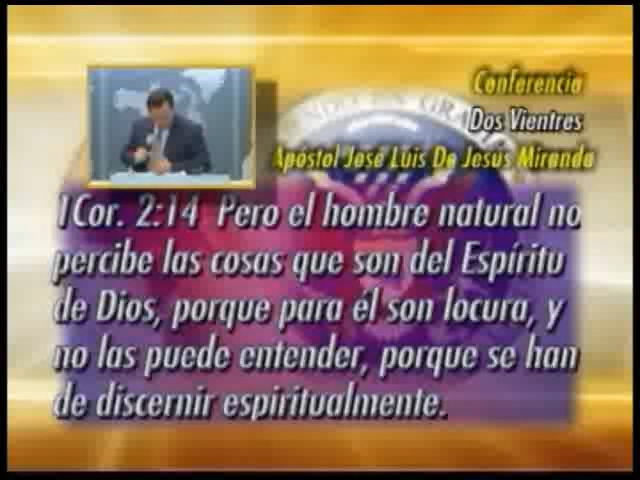 Conferencia
Dos Vientres
Apóstol José Luis De Jesús Miranda
1Cor. 2:14 Pero el hombre natural no
percibe las cosas que son del Espíritu
de Dios, porque para él son locura, y
no las puede entender, porque se han
de discernir espiritualmente.